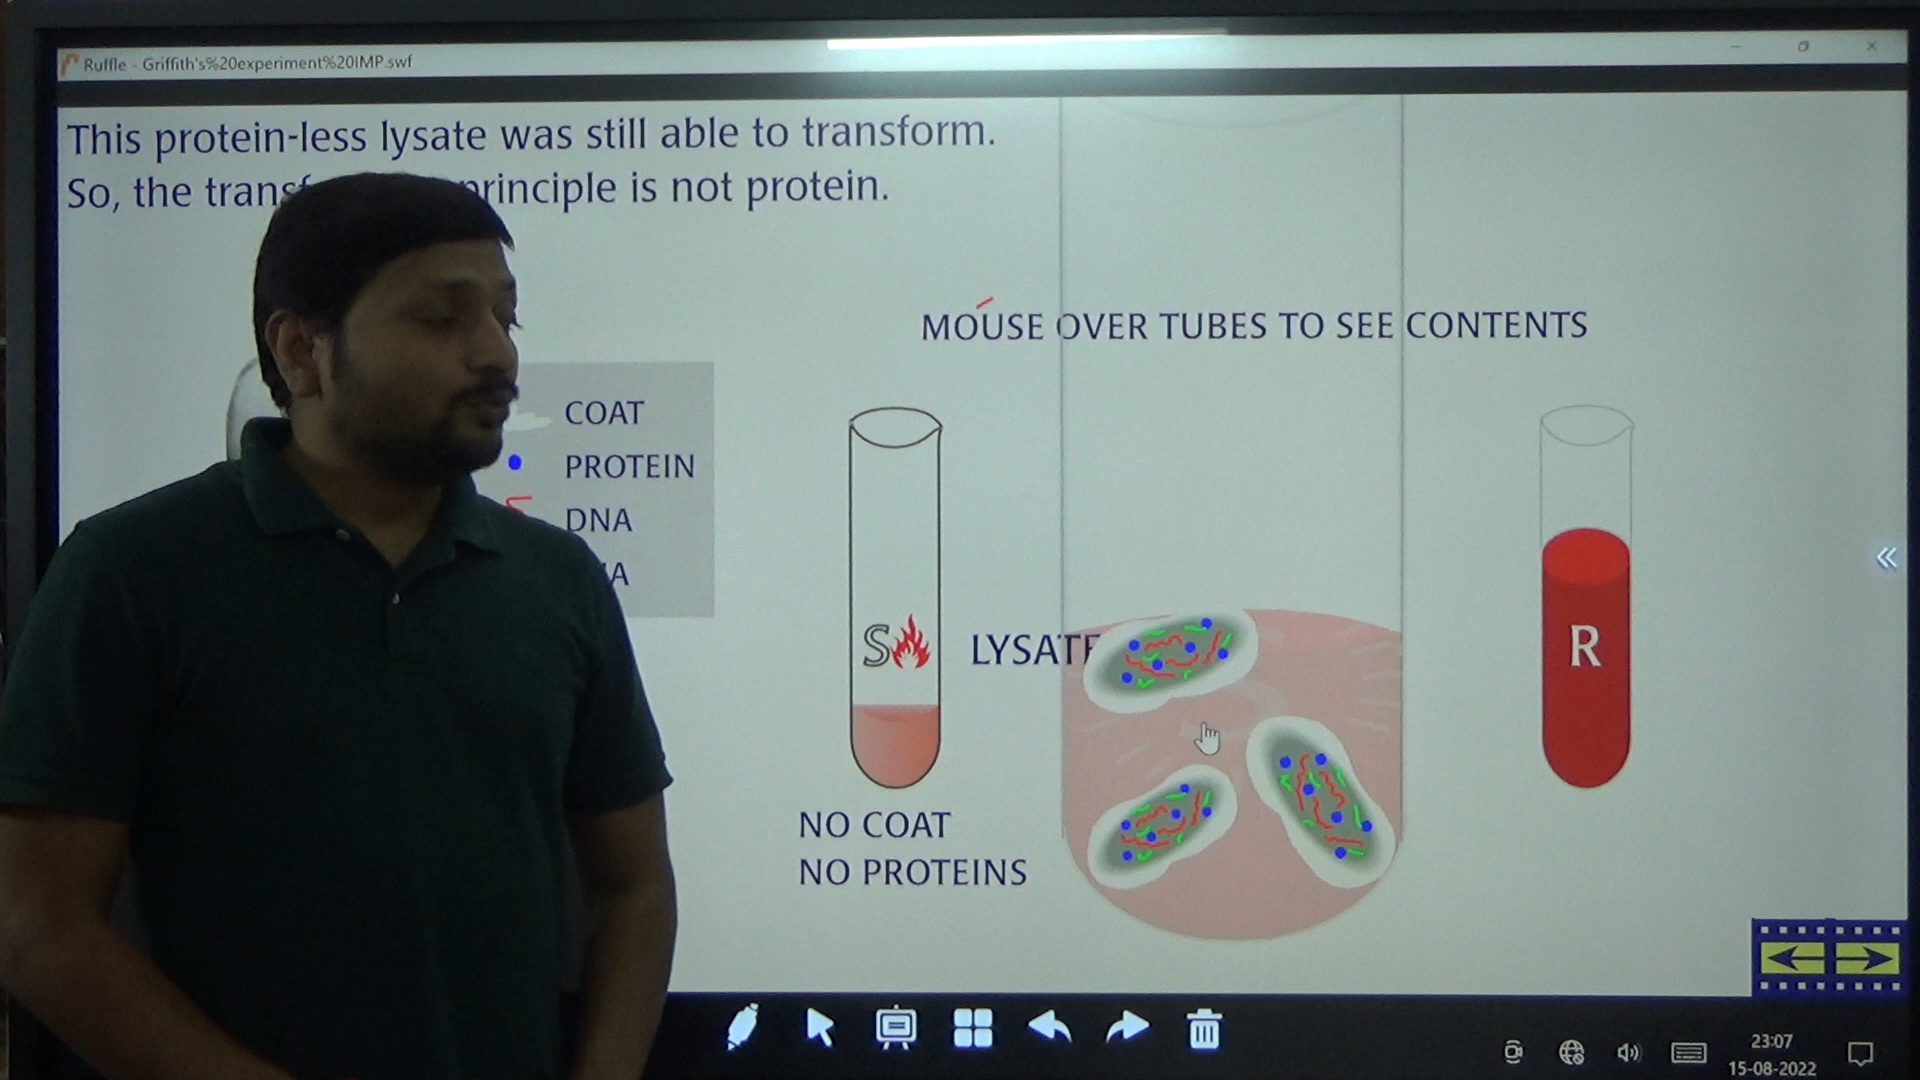 Ruffle - Griffith's%20experiment%20IMP.swf
This protein-less lysate was still able to transform.
So, the principle is not protein.
MOUSE OVER TUBES TO SEE CONTENTS
COAT
PROTEIN
DNA
S
LYSATE
R
NO COAT
NO PROTEINS
23:07
15-08-2022